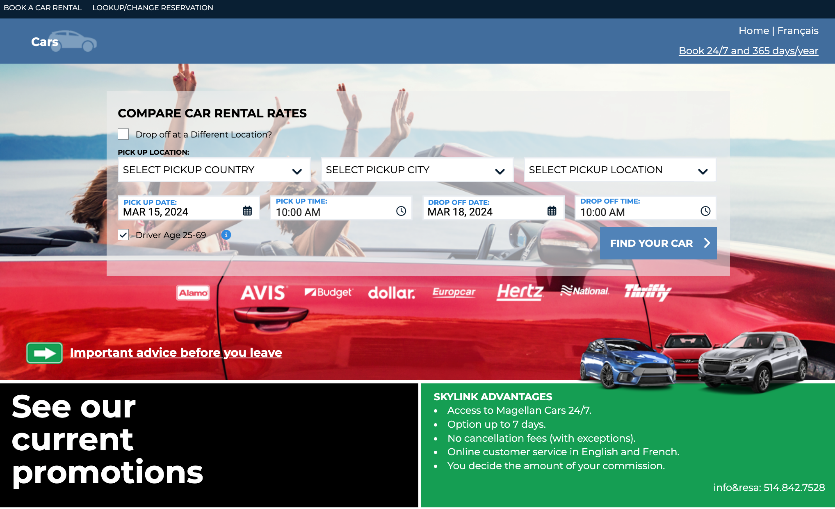 BOOK A CAR RENTAL LOOKUP/CHANGE RESERVATION
Cars
Home | Français
Book 24/7 and 365 days/year
COMPARE CAR RENTAL RATES
Drop off at a Different Location?
PICK UP LOCATION:
SELECT PICKUP COUNTRY SELECT PICKUP CITY SELECT PICKUP LOCATION
PICK UP DATE: PICK UP TIME: DROP OFF DATE: DROP OFF TIME:
MAR 15, 2024 10:00 AM MAR 18, 2024 10:00 AM
Driver Age 25-69 i
FIND YOUR CAR
Alamo AVIS Budget dollar. Europcar Hertz National. Thrifty
Important advice before you leave
See our
current
promotions
SKYLINK ADVANTAGES
• Access to Magellan Cars 24/7.
• Option up to 7 days.
• No cancellation fees (with exceptions).
• Online customer service in English and French.
• You decide the amount of your commission.
info&resa: 514.842.7528